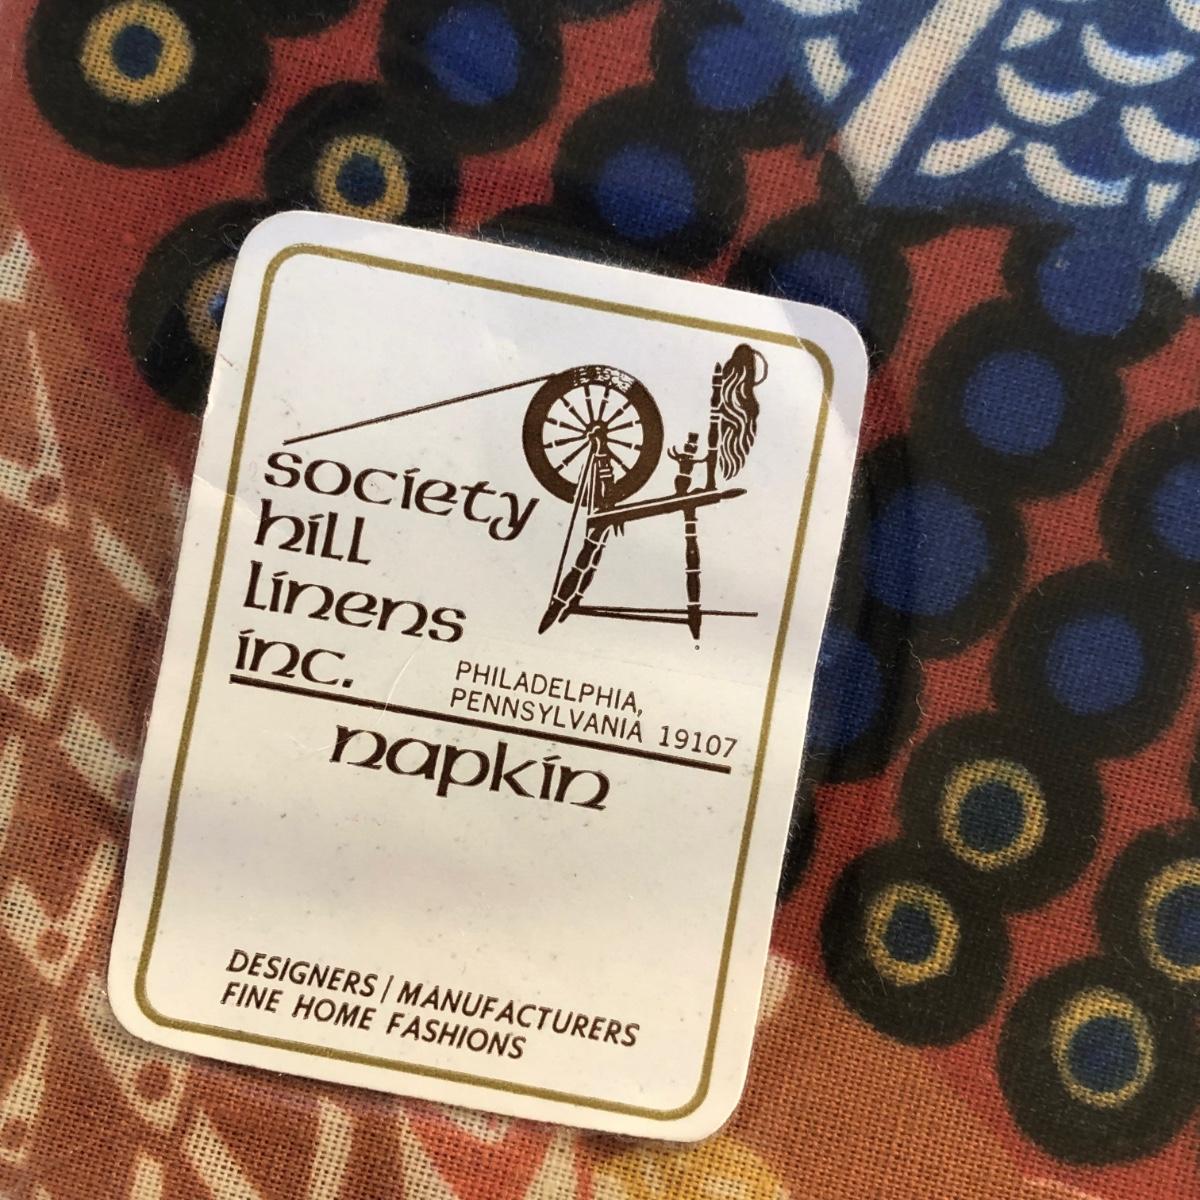 society
hill
linens
inc.
PHILADELPHIA,
PENNSYLVANIA 19107
napkin
DESIGNERS / MANUFACTURERS
FINE HOME FASHIONS